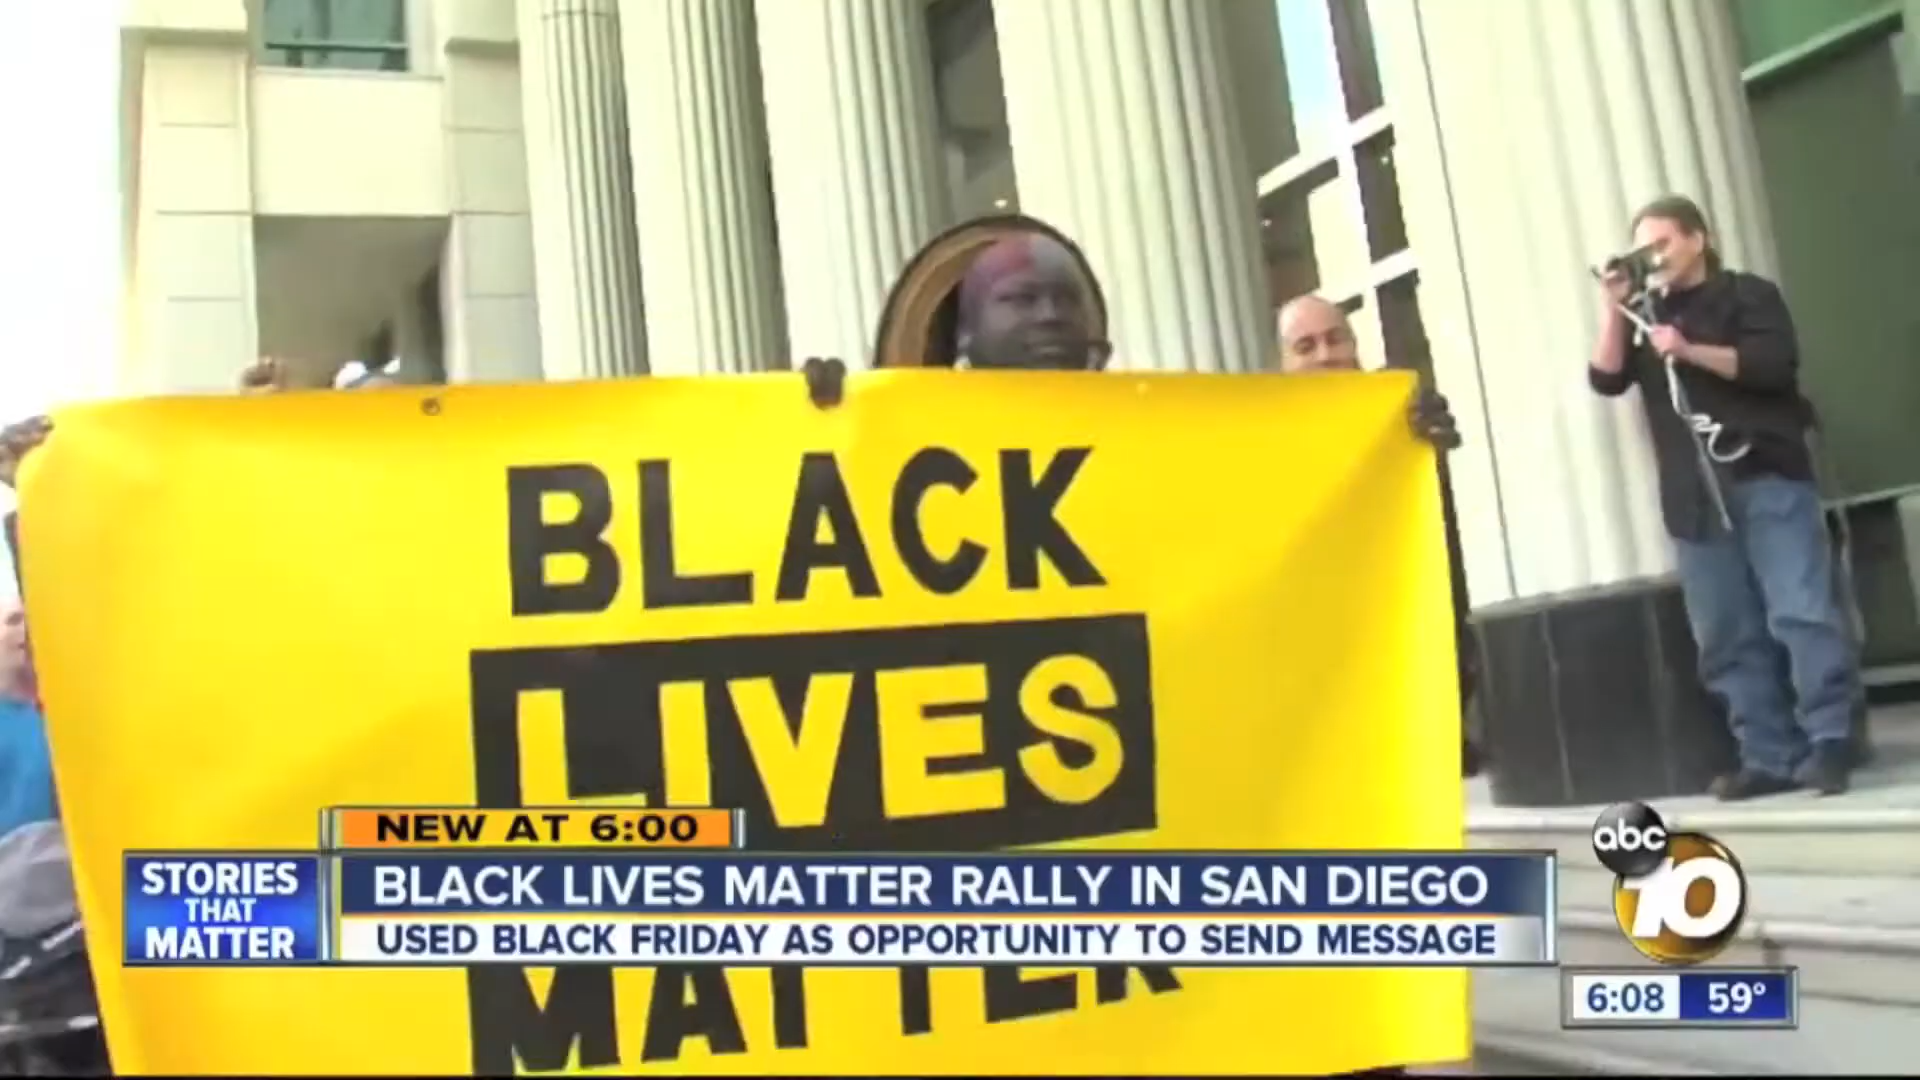 BLACK
LIVES
MATTER
NEW AT 6:00
STORIES
THAT
MATTER
BLACK LIVES MATTER RALLY IN SAN DIEGO
USED BLACK FRIDAY AS OPPORTUNITY TO SEND MESSAGE
abc
10
6:08 59°